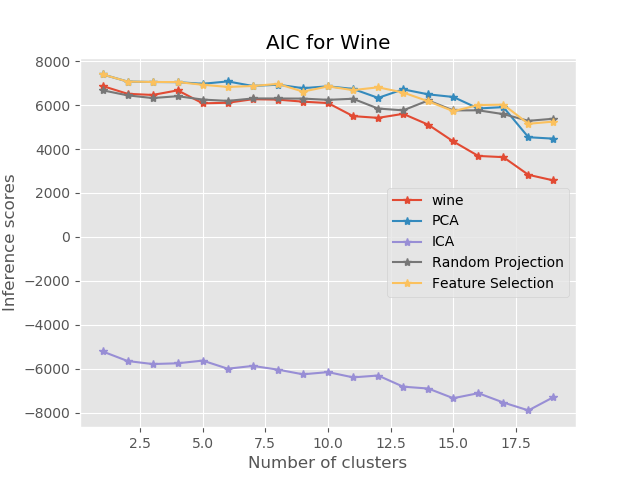 AIC for Wine
8000
6000
4000
2000
0
−2000
−4000
−6000
−8000
Inference scores
wine
PCA
ICA
Random Projection
Feature Selection
2.5 5.0 7.5 10.0 12.5 15.0 17.5
Number of clusters